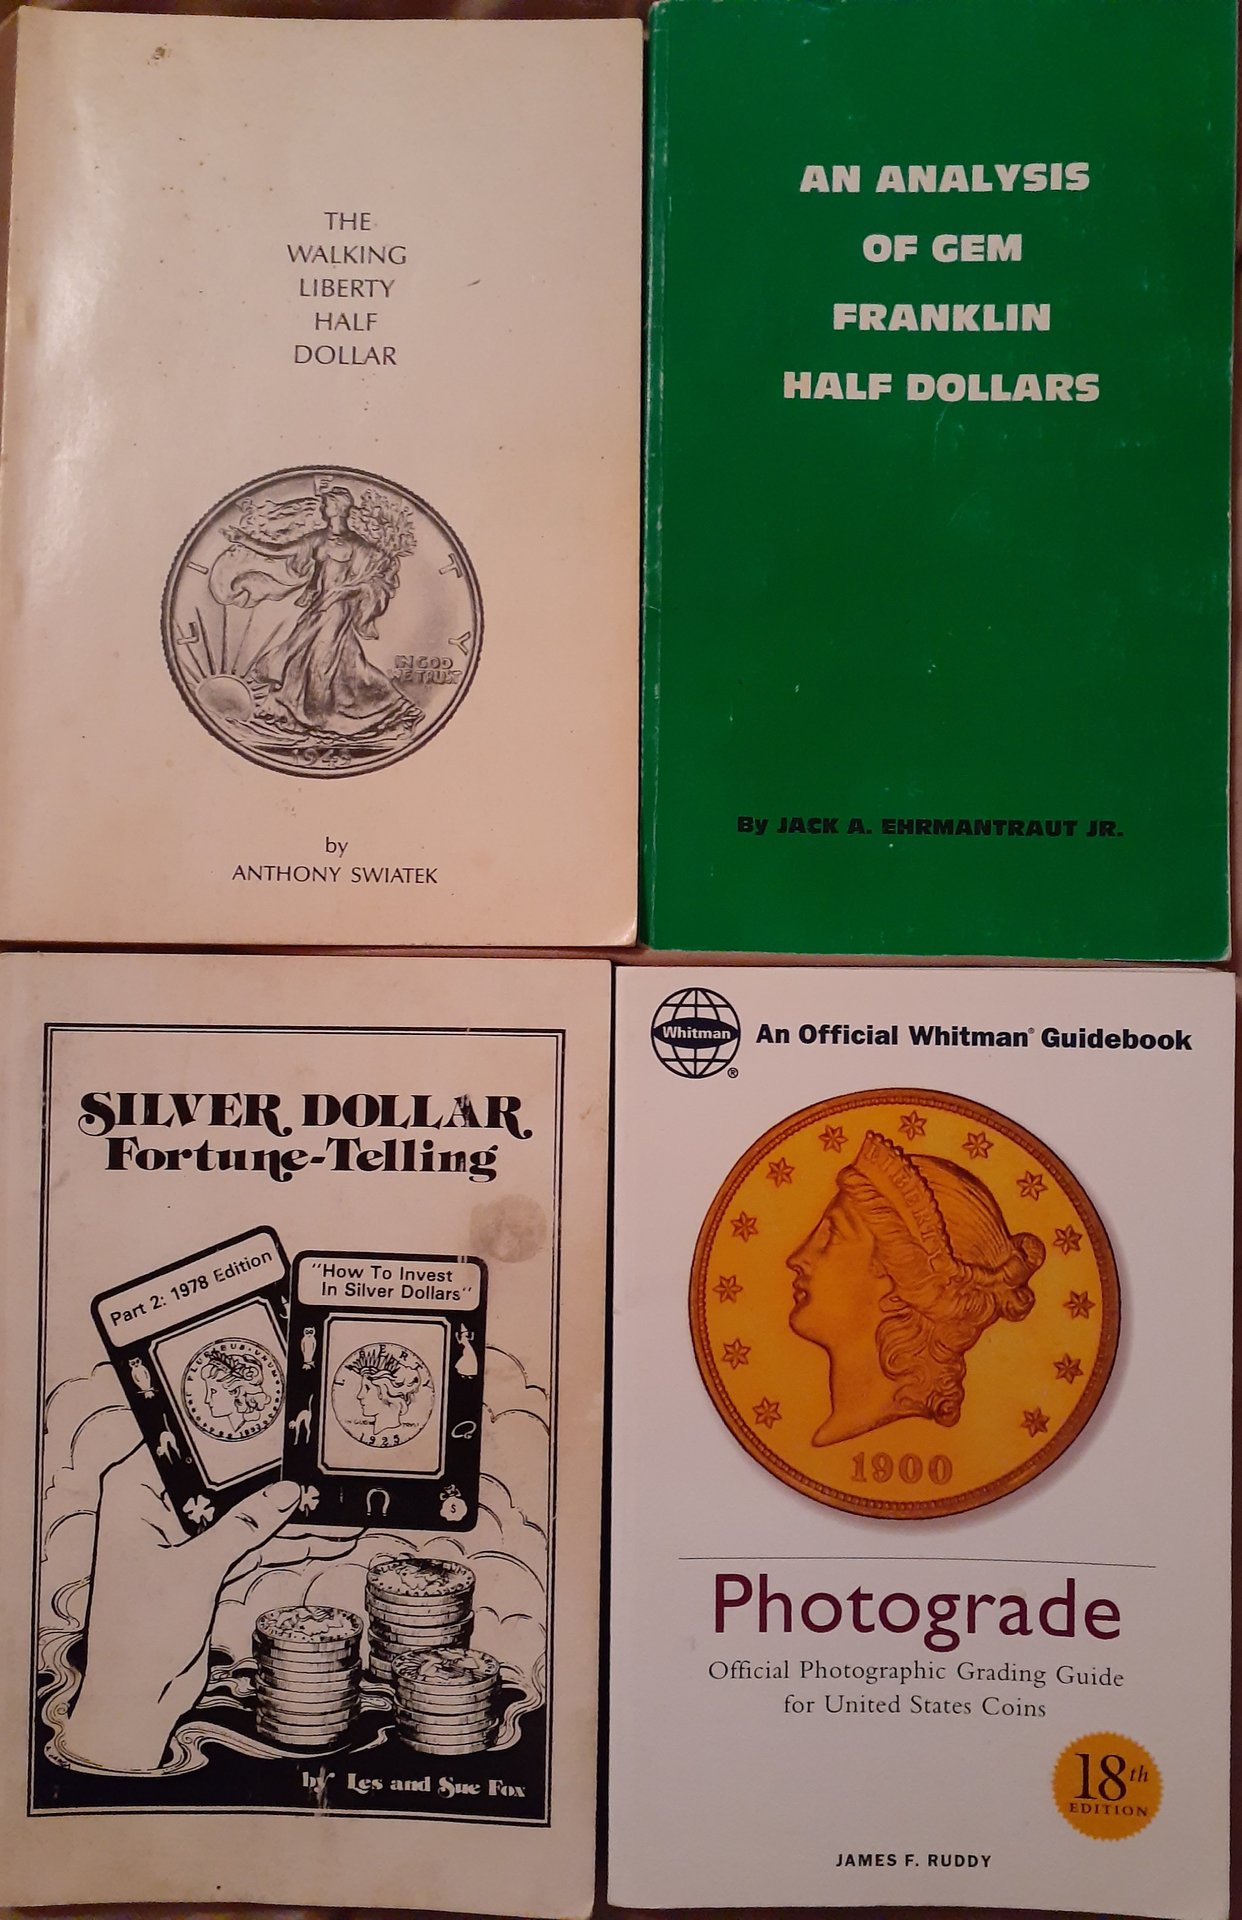 THE
WALKING
LIBERTY
HALF
DOLLAR
L I T Y
IN GOD
WE TRUST
by
ANTHONY SWIATEK
AN ANALYSIS
OF GEM
FRANKLIN
HALF DOLLARS
By JACK A. EHRMANTRAUT JR.
SILVER DOLLAR
Fortune-Telling
Part 2: 1978 Edition
"How To Invest
In Silver Dollars"
PLURIBUS UNUM
LIBERTY
1925
$
by Les and Sue Fox
Whitman
®
An Official Whitman® Guidebook
LIBERTY
1900
Photograde
Official Photographic Grading Guide
for United States Coins
18th
EDITION
JAMES F. RUDDY